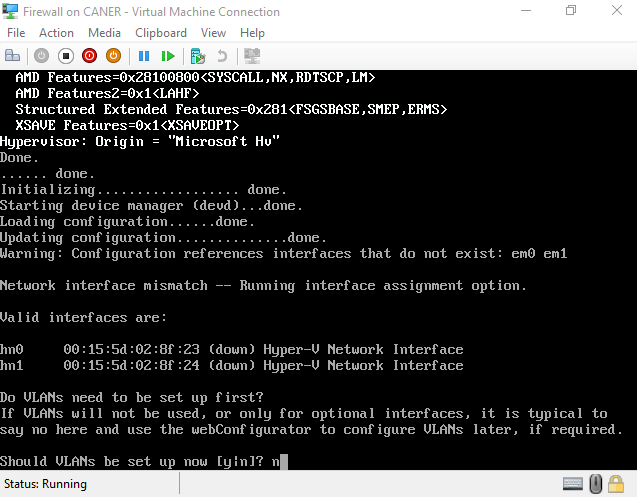 Firewall on CANER - Virtual Machine Connection
File Action Media Clipboard View Help
AMD Features=0x28100800<SYSCALL,NX,RDTSCP,LM>
AMD Features2=0x1<LAHF>
Structured Extended Features=0x281<FSGSBASE,SMEP,ERMS>
XSAVE Features=0x1<XSAVEOPT>
Hypervisor: Origin = "Microsoft Hv"
Done.
...... done.
Initializing.................. done.
Starting device manager (devd)...done.
Loading configuration......done.
Updating configuration...............done.
Warning: Configuration references interfaces that do not exist: em0 em1
Network interface mismatch -- Running interface assignment option.
Valid interfaces are:
hn0 00:15:5d:02:8f:23 (down) Hyper-V Network Interface
hn1 00:15:5d:02:8f:24 (down) Hyper-V Network Interface
Do VLANs need to be set up first?
If VLANs will not be used, or only for optional interfaces, it is typical to
say no here and use the webConfigurator to configure VLANs later, if required.
Should VLANs be set up now [y|n]? n
Status: Running